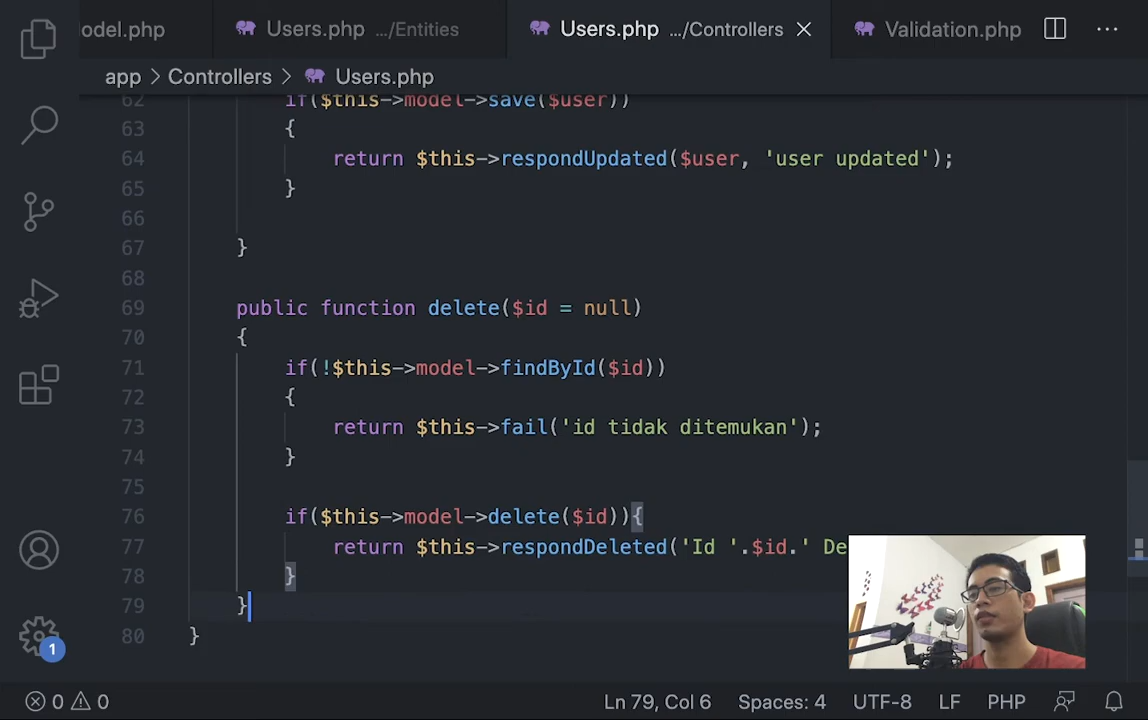 odel.php Users.php .../Entities Users.php .../Controllers Validation.php
app > Controllers > Users.php
62 if($this->model->save($user))
63 {
64 return $this->respondUpdated($user, 'user updated');
65 }
66
67 }
68
69 public function delete($id = null)
70 {
71 if(!$this->model->findById($id))
72 {
73 return $this->fail('id tidak ditemukan');
74 }
75
76 if($this->model->delete($id)){
77 return $this->respondDeleted('Id '.$id.' De
78 }
79 }
80 }
1
0 0 Ln 79, Col 6 Spaces: 4 UTF-8 LF PHP